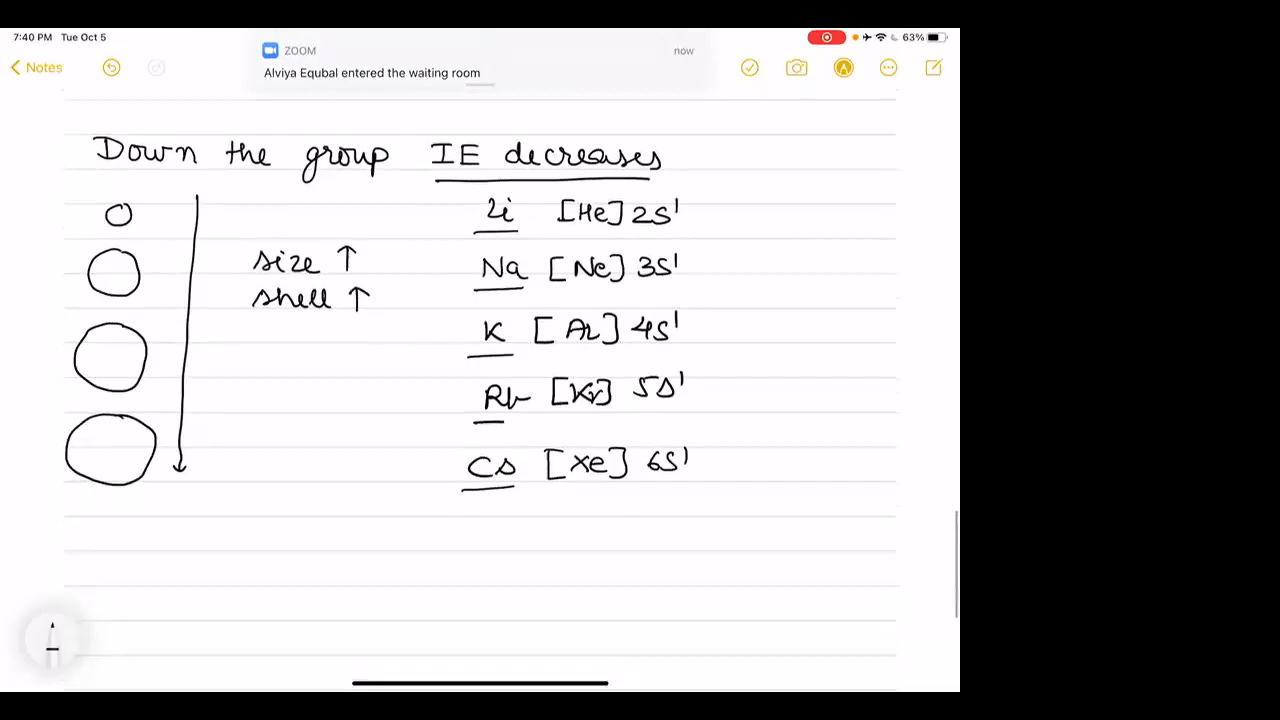 7:40 PM Tue Oct 5
63%
ZOOM now
Alviya Equbal entered the waiting room
Notes
Down the group IE decreases
Li [He] 2s¹
size ↑
Na [Ne] 3s¹
shell ↑
K [Ar] 4s¹
Rb [Kr] 5s¹
Cs [Xe] 6s¹